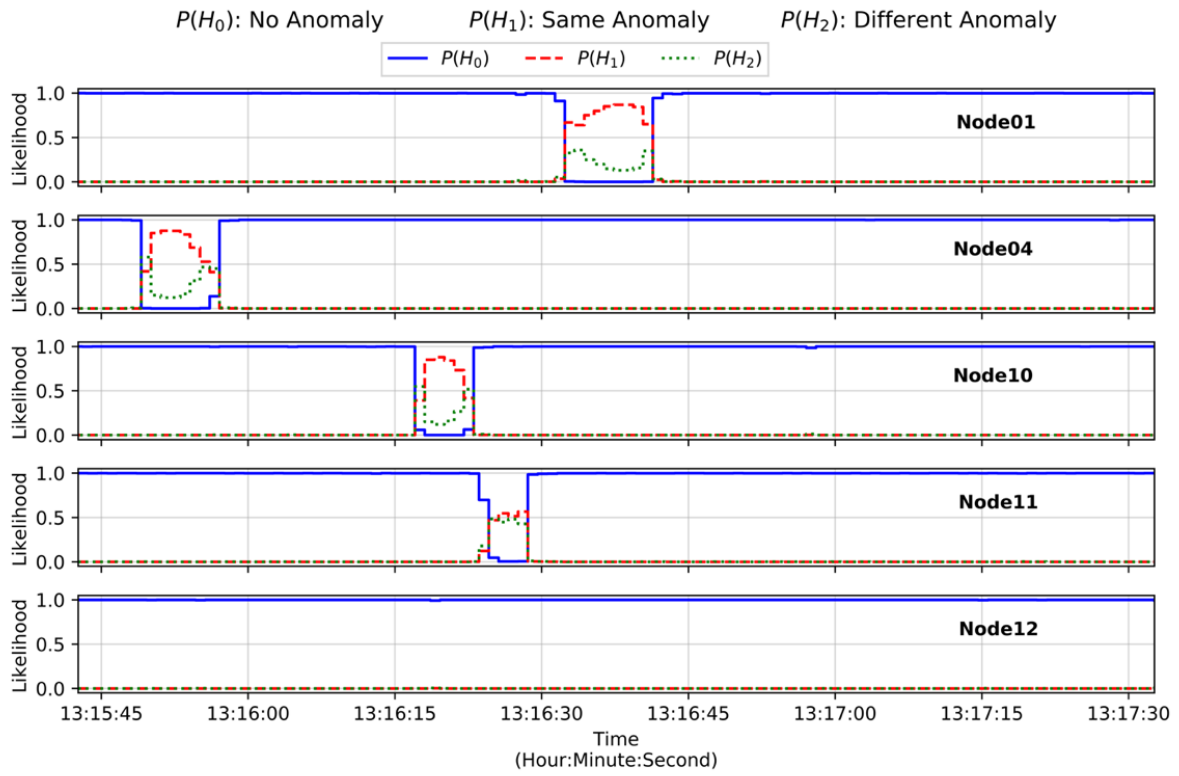 P(H₀): No Anomaly P(H₁): Same Anomaly P(H₂): Different Anomaly
P(H₀) P(H₁) P(H₂)
1.0
0.5
0.0
Likelihood
Node01
1.0
0.5
0.0
Likelihood
Node04
1.0
0.5
0.0
Likelihood
Node10
1.0
0.5
0.0
Likelihood
Node11
1.0
0.5
0.0
Likelihood
Node12
13:15:45 13:16:00 13:16:15 13:16:30 13:16:45 13:17:00 13:17:15 13:17:30
Time
(Hour:Minute:Second)